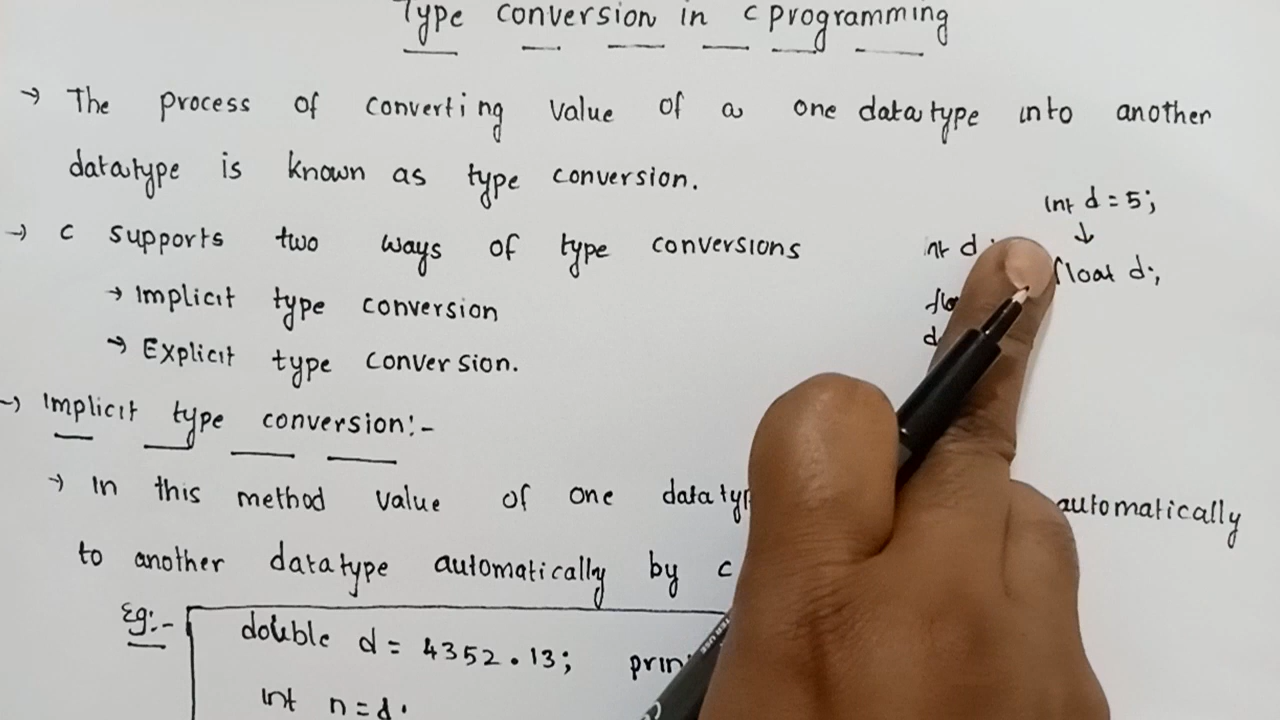 Type conversion in c programming
→ The process of converting value of a one datatype into another
datatype is known as type conversion.
int d = 5;
↓
→ c supports two ways of type conversions
int d
float d;
→ Implicit type conversion
→ Explicit type conversion.
→ Implicit type conversion:-
→ In this method value of one automatically
to another datatype automatically by c
Eg:-
double d = 4352.13;
int n = d